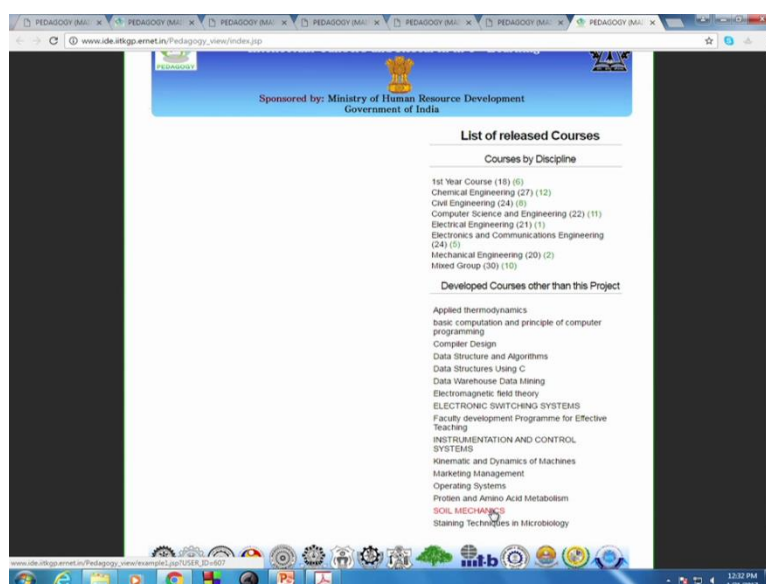 PEDAGOGY (MA PEDAGOGY (MA PEDAGOGY (MA PEDAGOGY (MA PEDAGOGY (MA PEDAGOGY (MA PEDAGOGY (MA
www.ide.iitkgp.ernet.in/Pedagogy_view/index.jsp
PEDAGOGY
Sponsored by: Ministry of Human Resource Development
Government of India
List of released Courses
Courses by Discipline
1st Year Course (18) (6)
Chemical Engineering (27) (12)
Civil Engineering (24) (8)
Computer Science and Engineering (22) (11)
Electrical Engineering (21) (1)
Electronics and Communications Engineering
(24) (5)
Mechanical Engineering (20) (2)
Mixed Group (30) (10)
Developed Courses other than this Project
Applied thermodynamics
basic computation and principle of computer
programming
Compiler Design
Data Structure and Algorithms
Data Structures Using C
Data Warehouse Data Mining
Electromagnetic field theory
ELECTRONIC SWITCHING SYSTEMS
Faculty development Programme for Effective
Teaching
INSTRUMENTATION AND CONTROL
SYSTEMS
Kinematic and Dynamics of Machines
Marketing Management
Operating Systems
Protien and Amino Acid Metabolism
SOIL MECHANICS
Staining Techniques in Microbiology
www.ide.iitkgp.ernet.in/Pedagogy_view/example1.jsp?USER_ID=607
12:32 PM